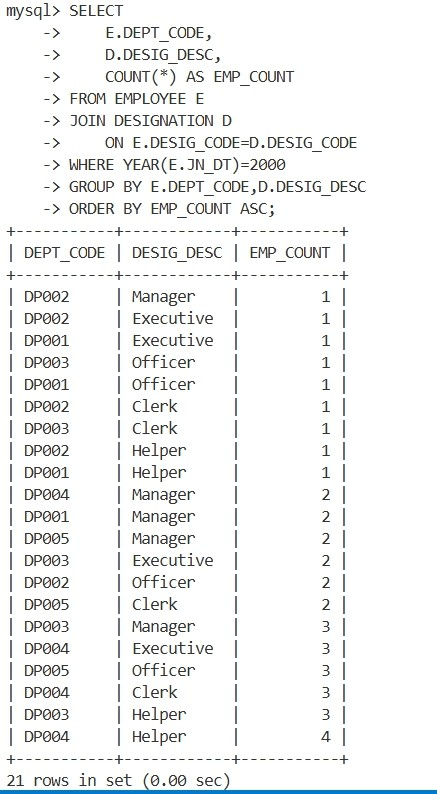 mysql> SELECT
    ->     E.DEPT_CODE,
    ->     D.DESIG_DESC,
    ->     COUNT(*) AS EMP_COUNT
    -> FROM EMPLOYEE E
    -> JOIN DESIGNATION D
    ->     ON E.DESIG_CODE=D.DESIG_CODE
    -> WHERE YEAR(E.JN_DT)=2000
    -> GROUP BY E.DEPT_CODE,D.DESIG_DESC
    -> ORDER BY EMP_COUNT ASC;
+-----------+------------+-----------+
| DEPT_CODE | DESIG_DESC | EMP_COUNT |
+-----------+------------+-----------+
| DP002     | Manager    |         1 |
| DP002     | Executive  |         1 |
| DP001     | Executive  |         1 |
| DP003     | Officer    |         1 |
| DP001     | Officer    |         1 |
| DP002     | Clerk      |         1 |
| DP003     | Clerk      |         1 |
| DP002     | Helper     |         1 |
| DP001     | Helper     |         1 |
| DP004     | Manager    |         2 |
| DP001     | Manager    |         2 |
| DP005     | Manager    |         2 |
| DP003     | Executive  |         2 |
| DP002     | Officer    |         2 |
| DP005     | Clerk      |         2 |
| DP003     | Manager    |         3 |
| DP004     | Executive  |         3 |
| DP005     | Officer    |         3 |
| DP004     | Clerk      |         3 |
| DP003     | Helper     |         3 |
| DP004     | Helper     |         4 |
+-----------+------------+-----------+
21 rows in set (0.00 sec)